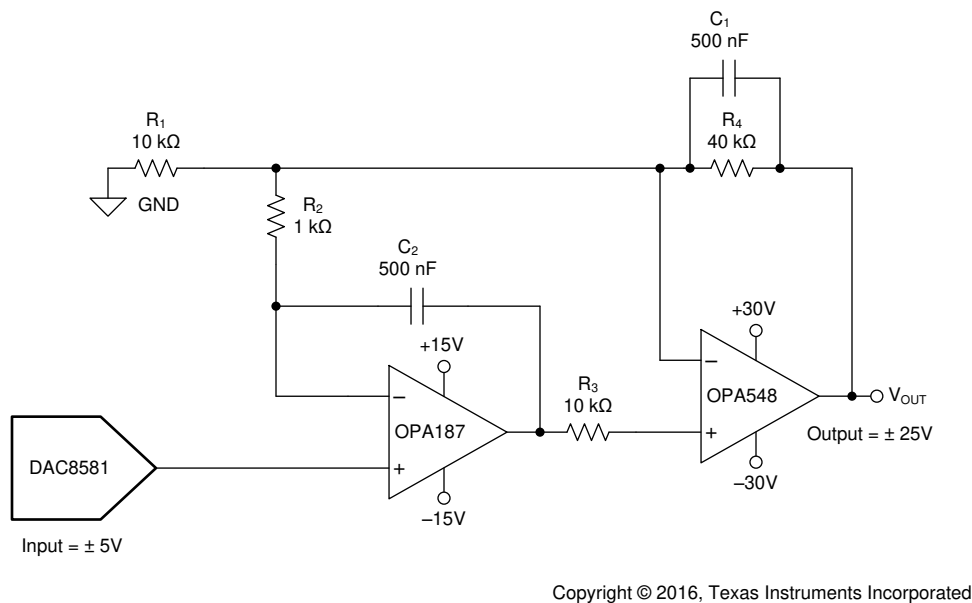 C1
500 nF
R1
10 kΩ
R4
40 kΩ
GND
R2
1 kΩ
C2
500 nF
+30V
+15V
–
R3
10 kΩ
–
OPA548
VOUT
OPA187
+
Output = ± 25V
DAC8581
+
–30V
–15V
Input = ± 5V
Copyright © 2016, Texas Instruments Incorporated